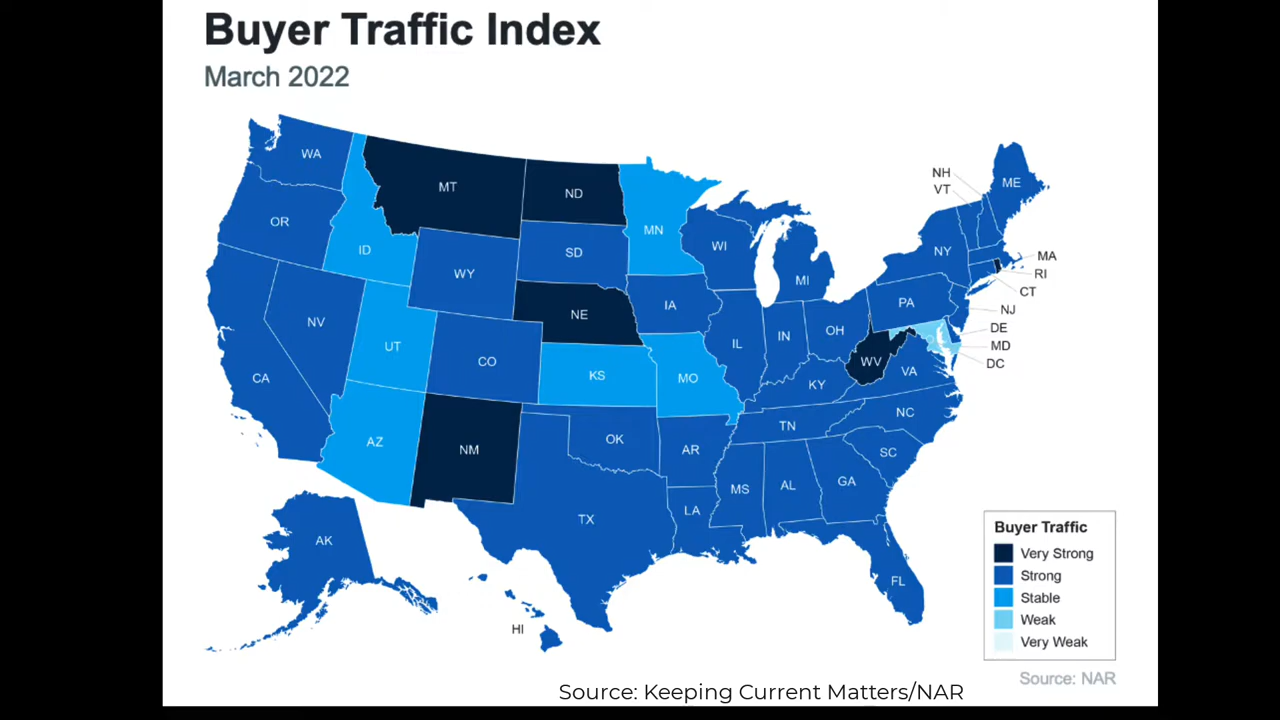 Buyer Traffic Index
March 2022
WA
MT
ND
NH
ME
VT
OR
MN
ID
SD
WI
NY
MA
WY
MI
RI
CT
IA
PA
NJ
NE
NV
OH
DE
IN
UT
IL
MD
CO
WV
DC
CA
KS
MO
VA
KY
NC
TN
AZ
OK
NM
AR
SC
MS
AL
GA
LA
TX
AK
FL
HI
Buyer Traffic
Very Strong
Strong
Stable
Weak
Very Weak
Source: NAR
Source: Keeping Current Matters/NAR